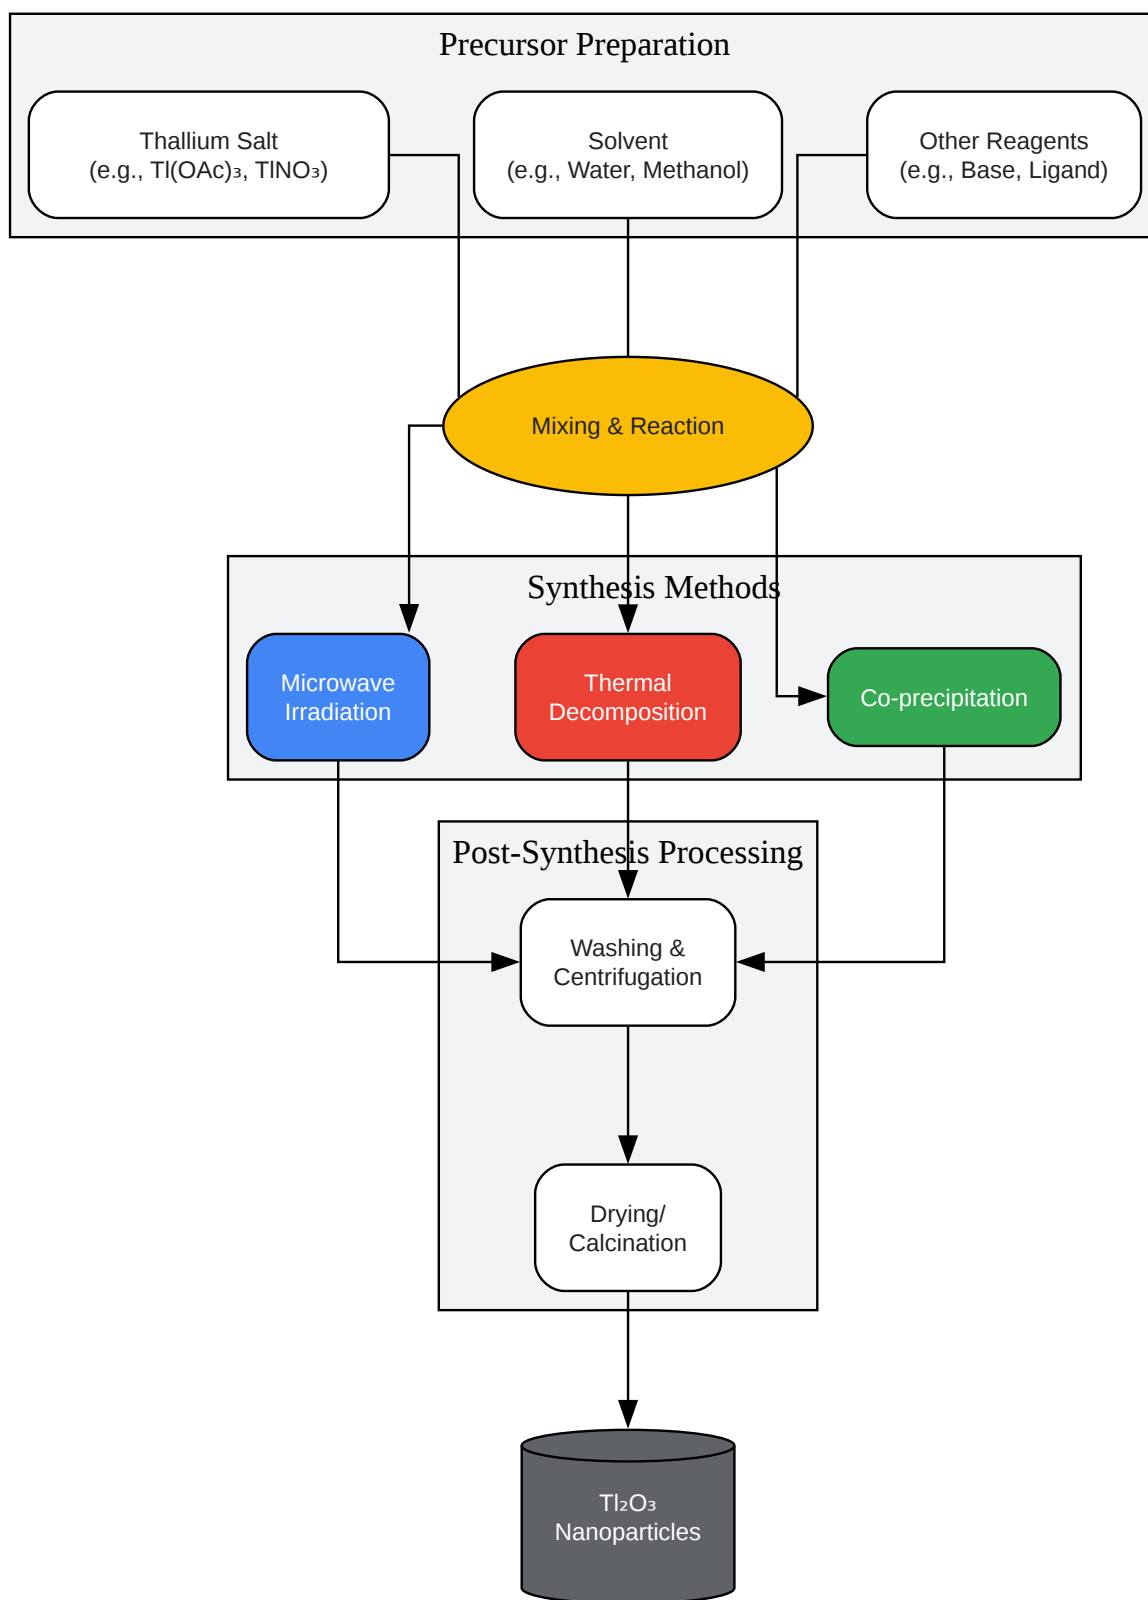 Precursor Preparation
Thallium Salt
(e.g., Tl(OAc)₃, TlNO₃)
Solvent
(e.g., Water, Methanol)
Other Reagents
(e.g., Base, Ligand)
Mixing & Reaction
Synthesis Methods
Microwave
Irradiation
Thermal
Decomposition
Co-precipitation
Post-Synthesis Processing
Washing &
Centrifugation
Drying/
Calcination
Tl₂O₃
Nanoparticles